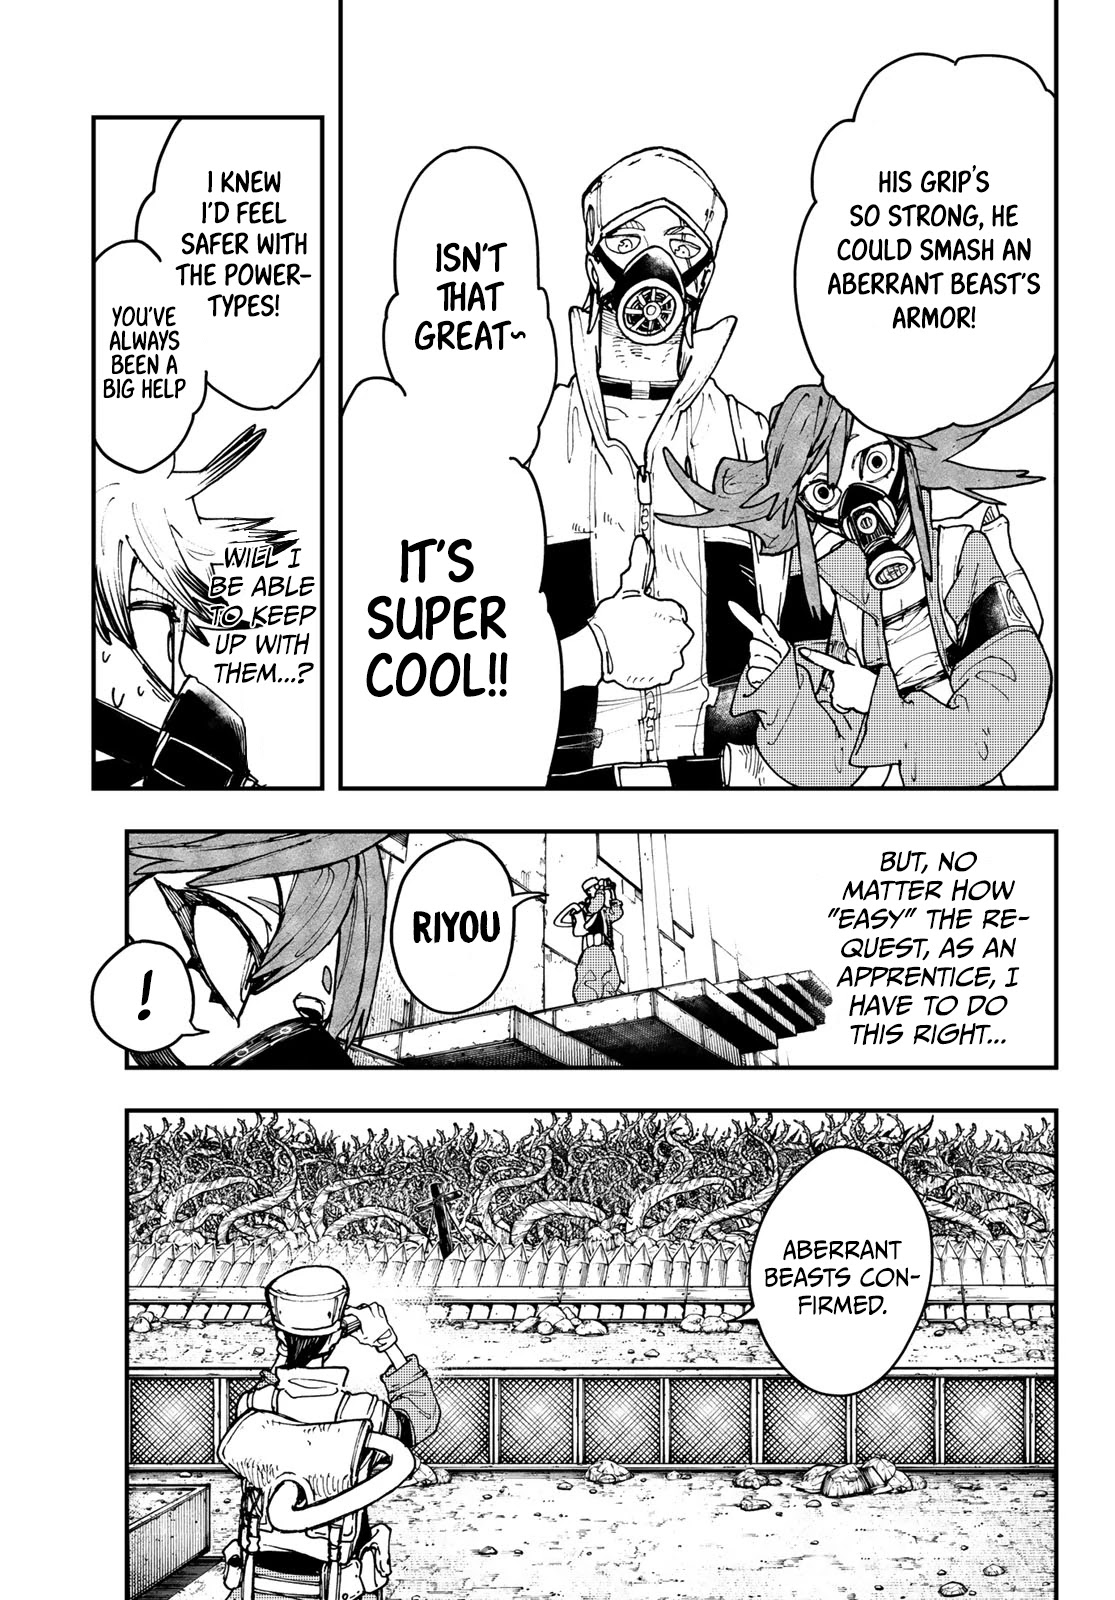 HIS GRIP'S
SO STRONG, HE
COULD SMASH AN
ABERRANT BEAST'S
ARMOR!
ISN'T
THAT
GREAT~
IT'S
SUPER
COOL!!
I KNEW
I'D FEEL
SAFER WITH
THE POWER-
TYPES!
YOU'VE
ALWAYS
BEEN A
BIG HELP
WILL I
BE ABLE
TO KEEP
UP WITH
THEM...?
BUT, NO
MATTER HOW
"EASY" THE RE-
QUEST, AS AN
APPRENTICE, I
HAVE TO DO
THIS RIGHT...
RIYOU
!
ABERRANT
BEASTS CON-
FIRMED.